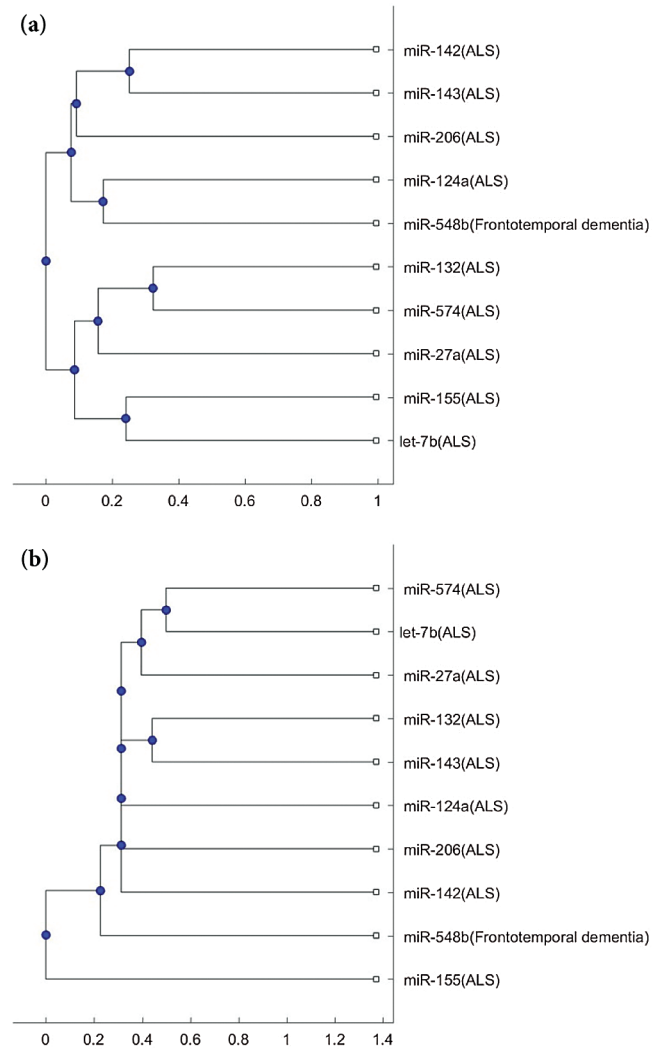 (a)
miR-142(ALS)
miR-143(ALS)
miR-206(ALS)
miR-124a(ALS)
miR-548b(Frontotemporal dementia)
miR-132(ALS)
miR-574(ALS)
miR-27a(ALS)
miR-155(ALS)
let-7b(ALS)
0 0.2 0.4 0.6 0.8 1
(b)
miR-574(ALS)
let-7b(ALS)
miR-27a(ALS)
miR-132(ALS)
miR-143(ALS)
miR-124a(ALS)
miR-206(ALS)
miR-142(ALS)
miR-548b(Frontotemporal dementia)
miR-155(ALS)
0 0.2 0.4 0.6 0.8 1 1.2 1.4